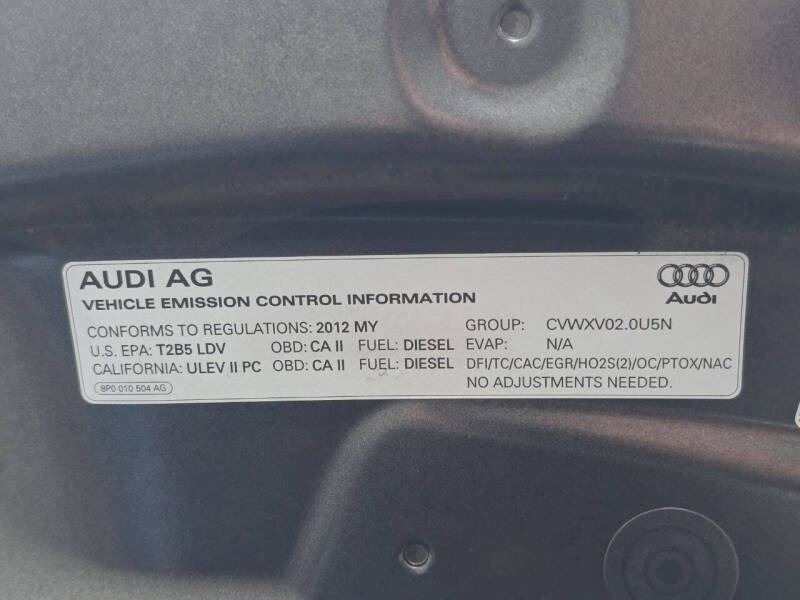 AUDI AG
Audi
VEHICLE EMISSION CONTROL INFORMATION
CONFORMS TO REGULATIONS: 2012 MY GROUP: CVWXV02.0U5N
U.S. EPA: T2B5 LDV OBD: CA II FUEL: DIESEL EVAP: N/A
CALIFORNIA: ULEV II PC OBD: CA II FUEL: DIESEL DFI/TC/CAC/EGR/HO2S(2)/OC/PTOX/NAC
8P0 010 504 AG NO ADJUSTMENTS NEEDED.